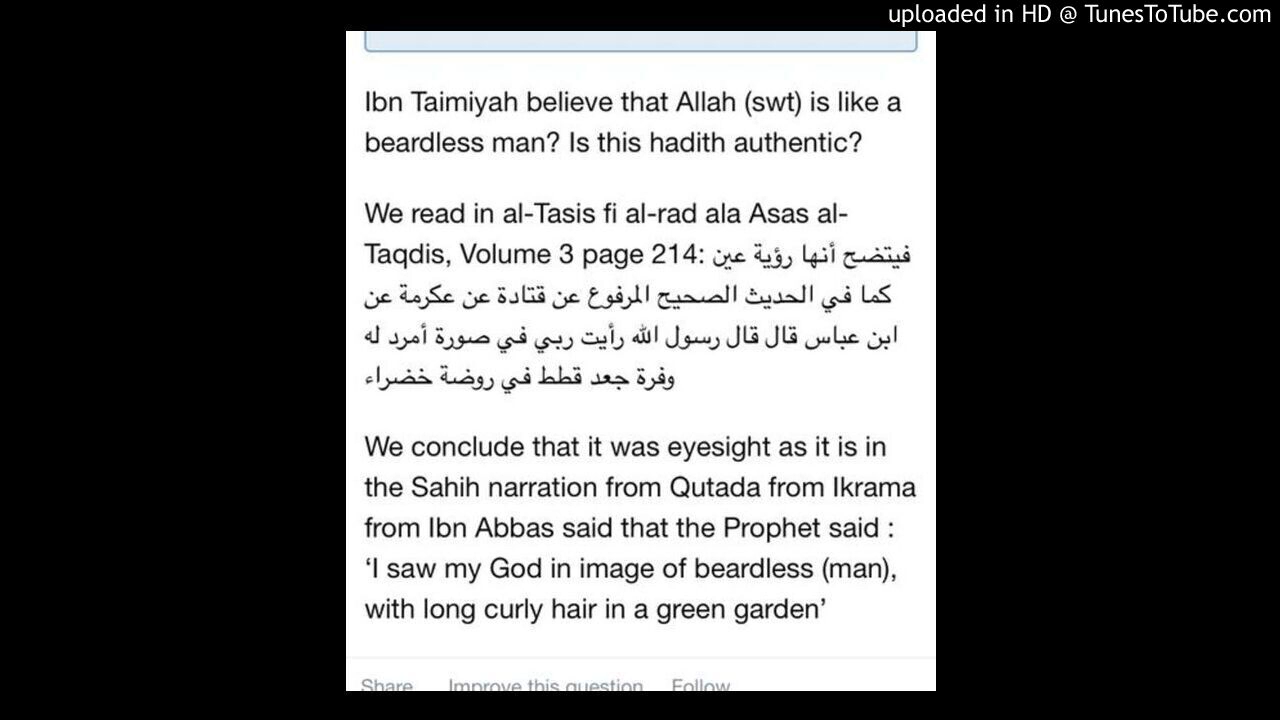 uploaded in HD @ TunesToTube.com
Ibn Taimiyah believe that Allah (swt) is like a
beardless man? Is this hadith authentic?
We read in al-Tasis fi al-rad ala Asas al-
Taqdis, Volume 3 page 214: فيتضح أنها رؤية عين
كما في الحديث الصحيح المرفوع عن قتادة عن عكرمة عن
ابن عباس قال قال رسول الله رأيت ربي في صورة أمرد له
وفرة جعد قطط في روضة خضراء
We conclude that it was eyesight as it is in
the Sahih narration from Qutada from Ikrama
from Ibn Abbas said that the Prophet said :
‘I saw my God in image of beardless (man),
with long curly hair in a green garden’
Share Improve this question Follow